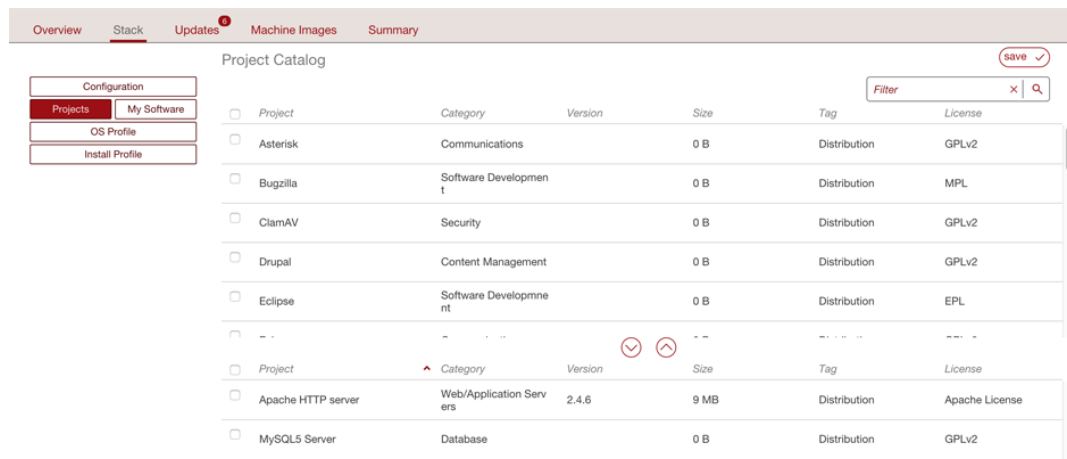 Overview Stack Updates 6 Machine Images Summary
Project Catalog
save
Configuration
Projects My Software
OS Profile
Install Profile
Filter
Project Category Version Size Tag License
Asterisk Communications 0 B Distribution GPLv2
Bugzilla Software Developmen
t 0 B Distribution MPL
ClamAV Security 0 B Distribution GPLv2
Drupal Content Management 0 B Distribution GPLv2
Eclipse Software Developmne
nt 0 B Distribution EPL
Project Category Version Size Tag License
Apache HTTP server Web/Application Serv
ers 2.4.6 9 MB Distribution Apache License
MySQL5 Server Database 0 B Distribution GPLv2